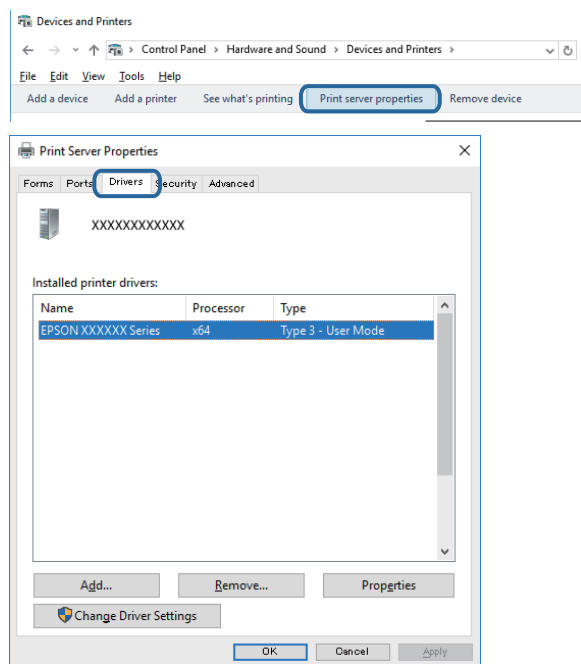 Devices and Printers
Control Panel > Hardware and Sound > Devices and Printers >
File Edit View Tools Help
Add a device Add a printer See what's printing Print server properties Remove device
Print Server Properties
Forms Ports Drivers Security Advanced
XXXXXXXXXXXX
Installed printer drivers:
Name Processor Type
EPSON XXXXXX Series x64 Type 3 - User Mode
Add... Remove... Properties
Change Driver Settings
OK Cancel Apply